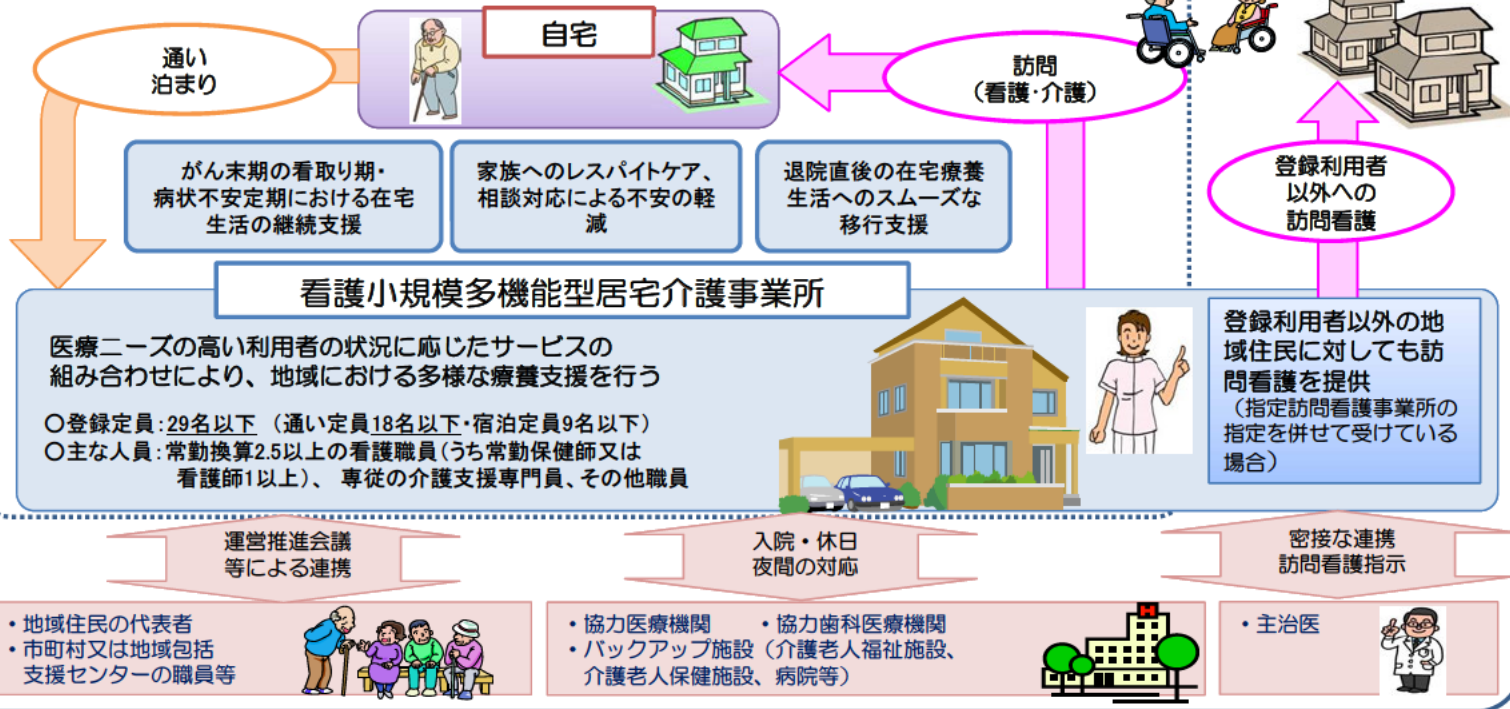 自宅
通い
泊まり
訪問
（看護・介護）
登録利用者
以外への
訪問看護
がん末期の看取り期・
病状不安定期における在宅
生活の継続支援
家族へのレスパイトケア、
相談対応による不安の軽
減
退院直後の在宅療養
生活へのスムーズな
移行支援
看護小規模多機能型居宅介護事業所
医療ニーズの高い利用者の状況に応じたサービスの
組み合わせにより、地域における多様な療養支援を行う
○登録定員：29名以下 （通い定員18名以下・宿泊定員9名以下）
○主な人員：常勤換算2.5以上の看護職員（うち常勤保健師又は
看護師1以上）、 専従の介護支援専門員、その他職員
登録利用者以外の地
域住民に対しても訪
問看護を提供
（指定訪問看護事業所の
指定を併せて受けている
場合）
運営推進会議
等による連携
入院・休日
夜間の対応
密接な連携
訪問看護指示
・地域住民の代表者
・市町村又は地域包括
支援センターの職員等
・協力医療機関 ・協力歯科医療機関
・バックアップ施設（介護老人福祉施設、
介護老人保健施設、病院等）
H
・主治医